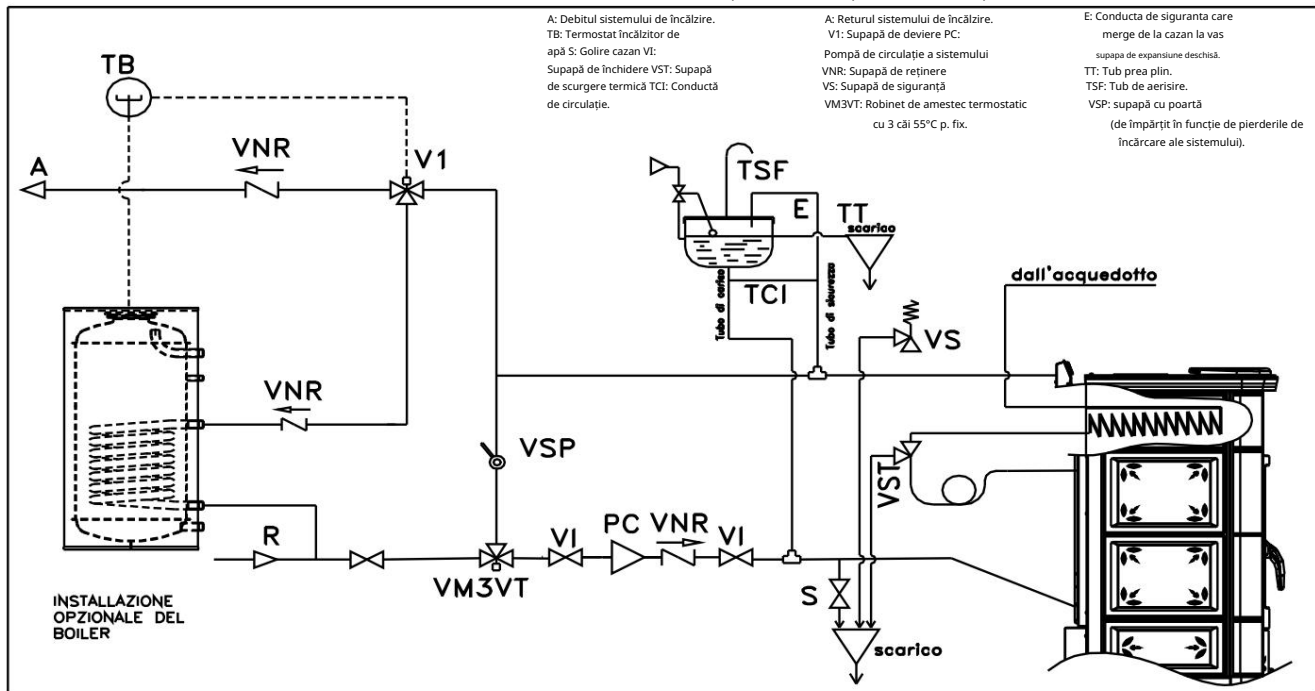 A: Debitul sistemului de încălzire.
TB: Termostat încălzitor de
apă S: Golire cazan VI:
Supapă de închidere VST: Supapă
de scurgere termică TCI: Conductă
de circulație.
A: Returul sistemului de încălzire.
V1: Supapă de deviere PC:
Pompă de circulație a sistemului
VNR: Supapă de reținere
VS: Supapă de siguranță
VM3VT: Robinet de amestec termostatic
cu 3 căi 55°C p. fix.
E: Conducta de siguranta care
merge de la cazan la vas
supapa de expansiune deschisă.
TT: Tub prea plin.
TSF: Tub de aerisire.
VSP: supapă cu poartă
(de împărțit în funcție de pierderile de
încărcare ale sistemului).
TB
VNR
V1
A
TSF
E
TT
scarico
dall'acquedotto
TCI
Tubo di carico
Tubo di sicurezza
VS
VNR
VSP
VST
R
VM3VT
VI
PC
VNR
VI
S
scarico
INSTALLAZIONE
OPZIONALE DEL
BOILER